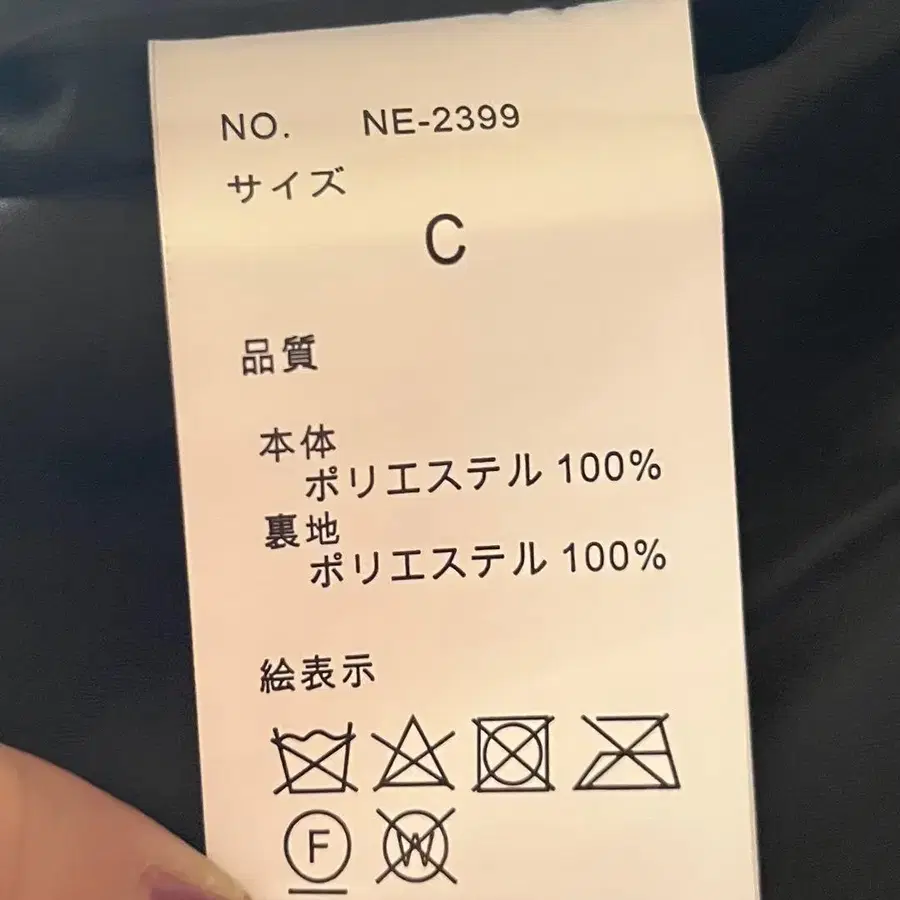 NO. NE-2399
サイズ
C
品質
本体
ポリエステル 100%
裏地
ポリエステル 100%
絵表示
F W